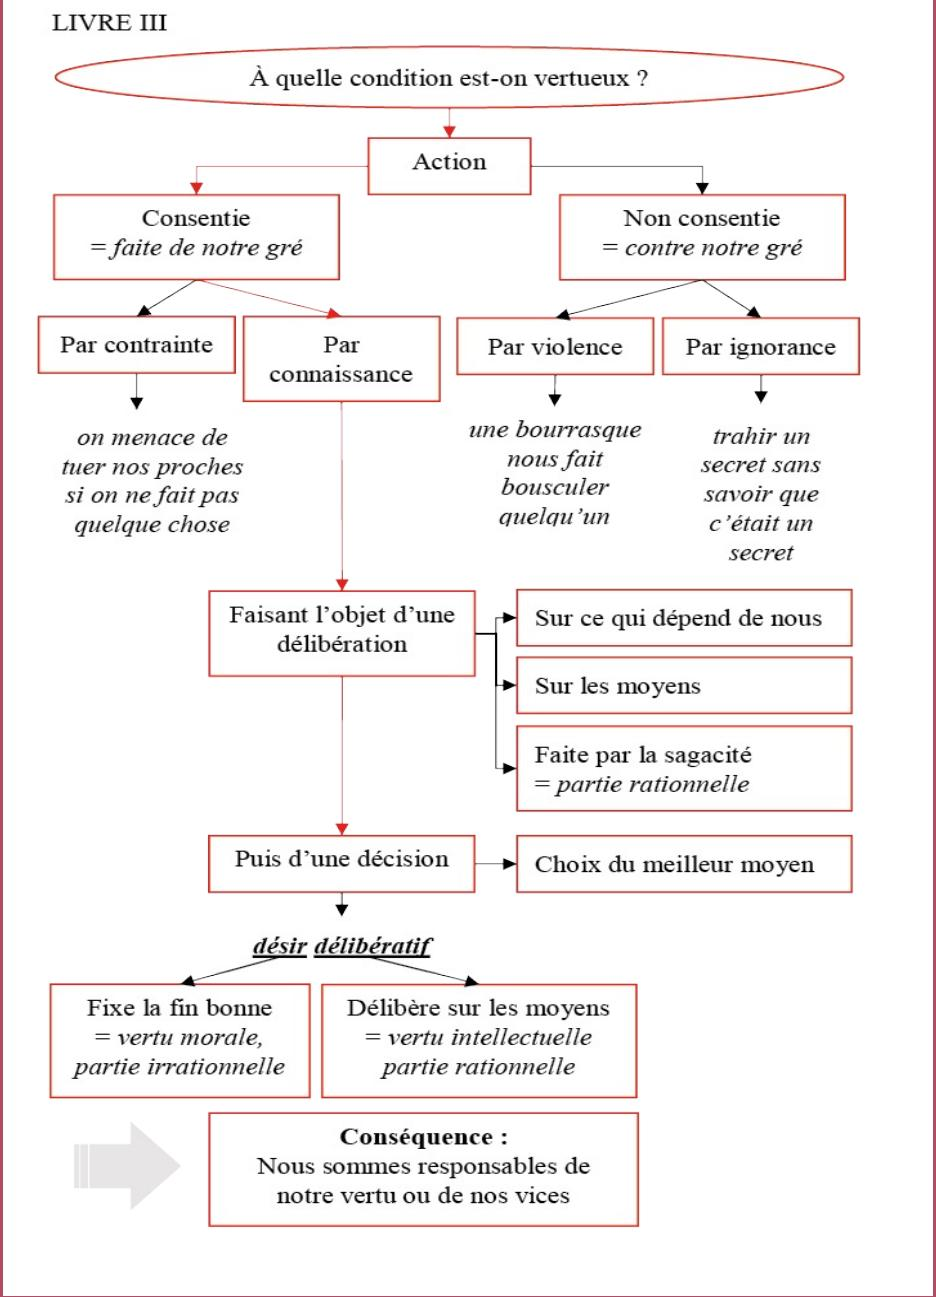 LIVRE III
À quelle condition est-on vertueux ?
Action
Consentie
= faite de notre gré
Non consentie
= contre notre gré
Par contrainte
Par
connaissance
Par violence
Par ignorance
on menace de
tuer nos proches
si on ne fait pas
quelque chose
une bourrasque
nous fait
bousculer
quelqu’un
trahir un
secret sans
savoir que
c’était un
secret
Faisant l’objet d’une
délibération
Sur ce qui dépend de nous
Sur les moyens
Faite par la sagacité
= partie rationnelle
Puis d’une décision
Choix du meilleur moyen
désir délibératif
Fixe la fin bonne
= vertu morale,
partie irrationnelle
Délibère sur les moyens
= vertu intellectuelle
partie rationnelle
Conséquence :
Nous sommes responsables de
notre vertu ou de nos vices